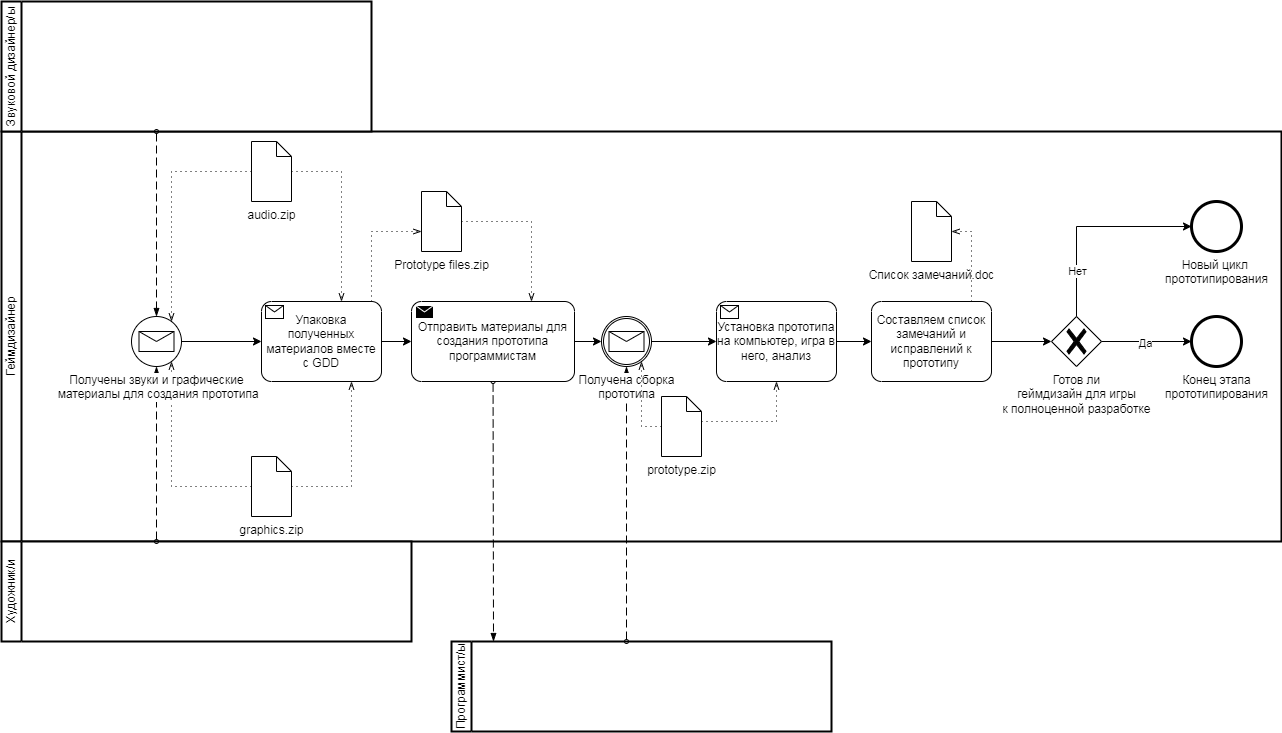 Звуковой дизайнер/ы
Геймдизайнер
audio.zip
Prototype files.zip
Список замечаний.doc
Нет
Новый цикл
прототипирования
Получены звуки и графические
материалы для создания прототипа
Упаковка
полученных
материалов вместе
с GDD
Отправить материалы для
создания прототипа
программистам
Получена сборка
прототипа
Установка прототипа
на компьютер, игра в
него, анализ
Составляем список
замечаний и
исправлений к
прототипу
Готов ли
геймдизайн для игры
к полноценной разработке
Да
Конец этапа
прототипирования
prototype.zip
graphics.zip
Художник/и
Программист/ы